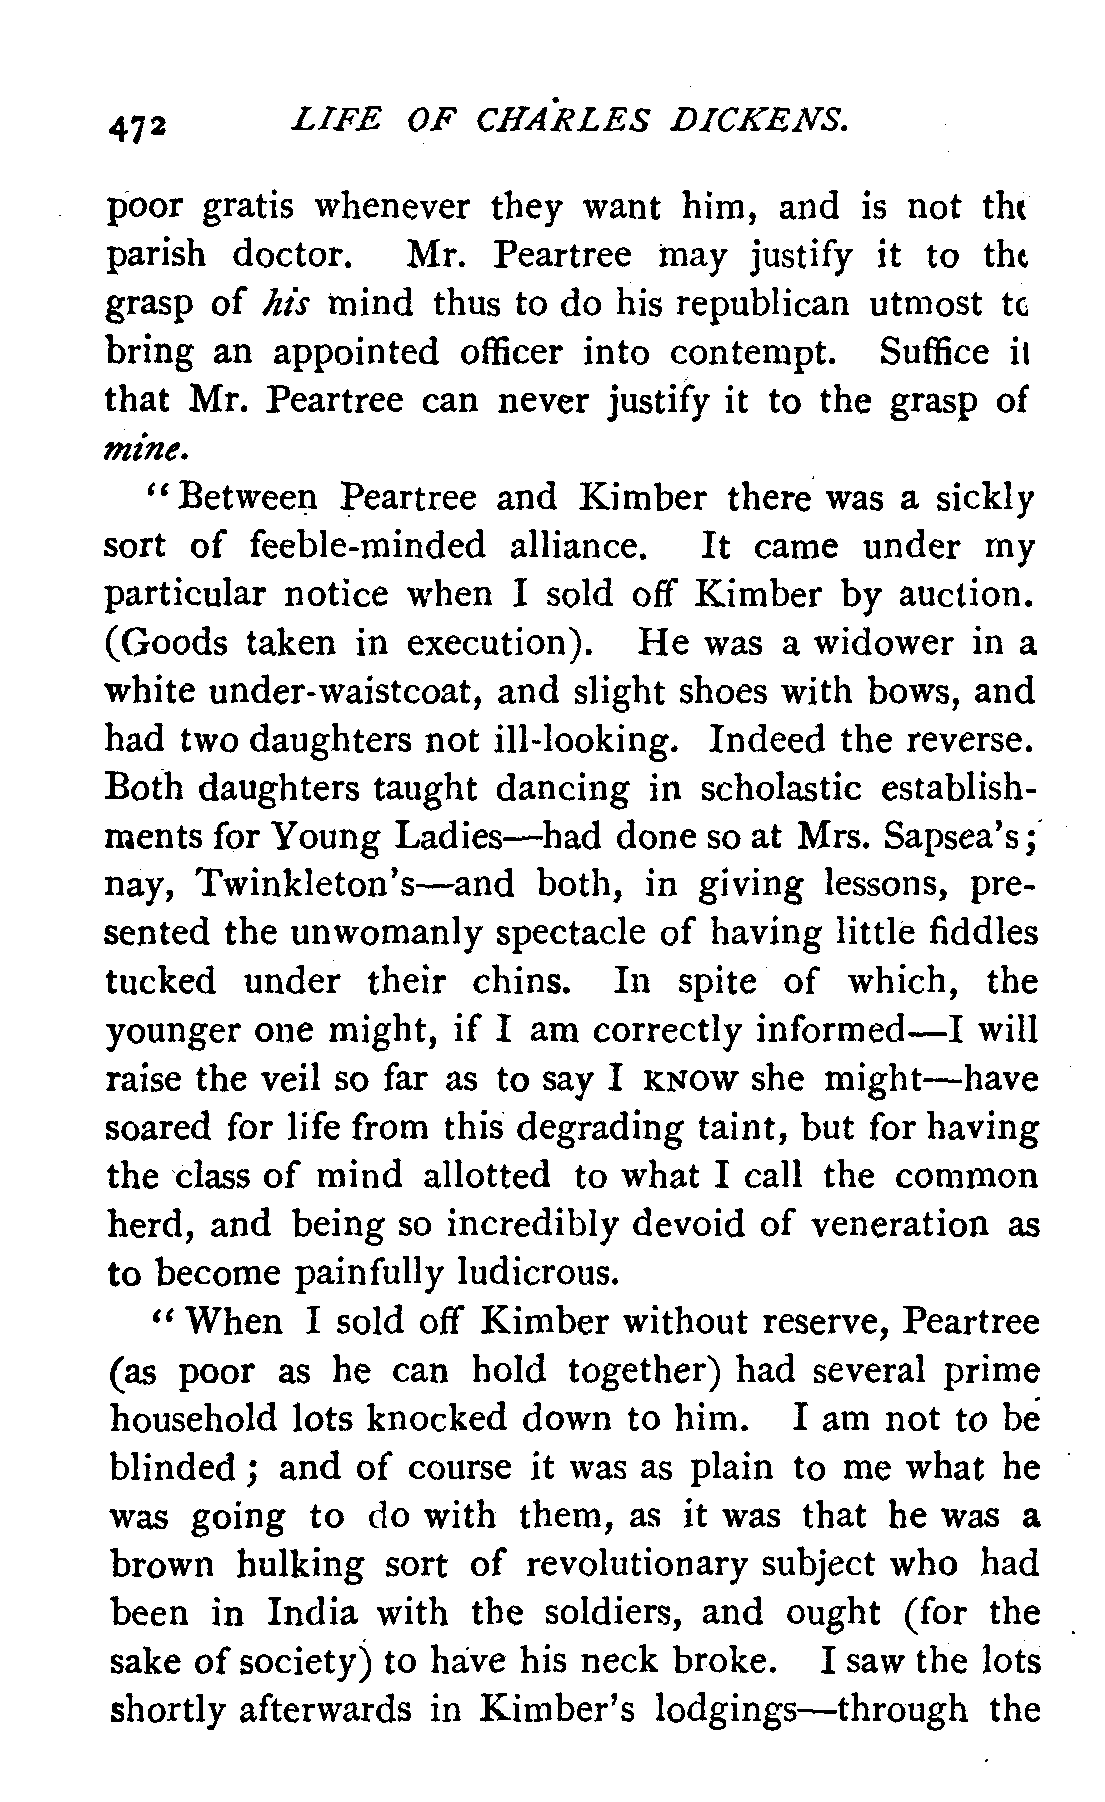 472 LIFE OF CHARLES DICKENS.
poor gratis whenever they want him, and is not the
parish doctor. Mr. Peartree may justify it to the
grasp of his mind thus to do his republican utmost to
bring an appointed officer into contempt. Suffice it
that Mr. Peartree can never justify it to the grasp of
mine.
“Between Peartree and Kimber there was a sickly
sort of feeble-minded alliance. It came under my
particular notice when I sold off Kimber by auction.
(Goods taken in execution). He was a widower in a
white under-waistcoat, and slight shoes with bows, and
had two daughters not ill-looking. Indeed the reverse.
Both daughters taught dancing in scholastic establish-
ments for Young Ladies—had done so at Mrs. Sapsea's;
nay, Twinkleton's—and both, in giving lessons, pre-
sented the unwomanly spectacle of having little fiddles
tucked under their chins. In spite of which, the
younger one might, if I am correctly informed—I will
raise the veil so far as to say I KNOW she might—have
soared for life from this degrading taint, but for having
the class of mind allotted to what I call the common
herd, and being so incredibly devoid of veneration as
to become painfully ludicrous.
“When I sold off Kimber without reserve, Peartree
(as poor as he can hold together) had several prime
household lots knocked down to him. I am not to be
blinded; and of course it was as plain to me what he
was going to do with them, as it was that he was a
brown hulking sort of revolutionary subject who had
been in India with the soldiers, and ought (for the
sake of society) to have his neck broke. I saw the lots
shortly afterwards in Kimber's lodgings—through the